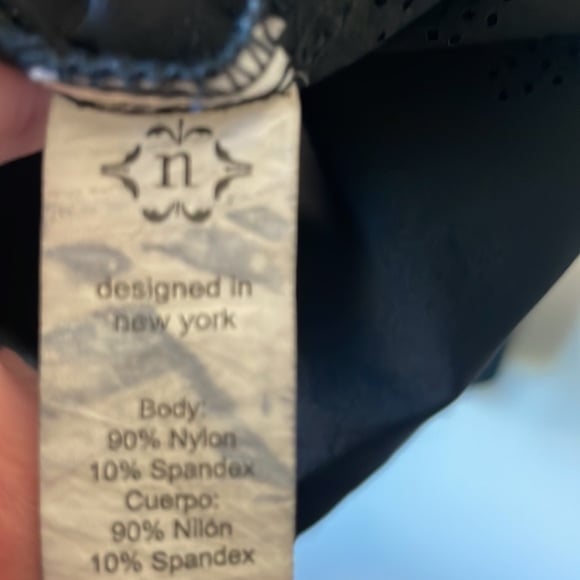 n
designed in
new york
Body:
90% Nylon
10% Spandex
Cuerpo:
90% Nilón
10% Spandex